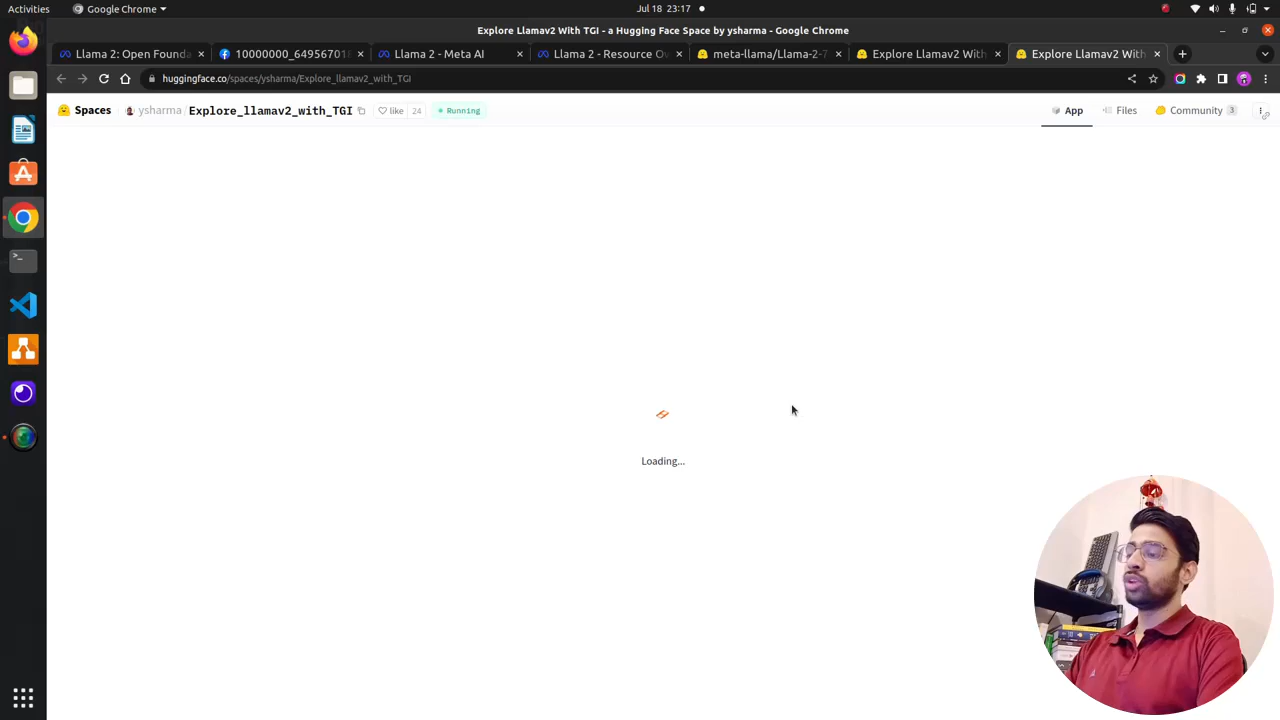 Activities
Google Chrome
Jul 18 23:17
Explore Llamav2 With TGI - a Hugging Face Space by ysharma - Google Chrome
Llama 2: Open Founda
10000000_649567018
Llama 2 - Meta AI
Llama 2 - Resource Ov
meta-llama/Llama-2-7
Explore Llamav2 With
Explore Llamav2 With
huggingface.co/spaces/ysharma/Explore_llamav2_with_TGI
Spaces
ysharma/Explore_llamav2_with_TGI
like 24
Running
App
Files
Community 3
Loading...